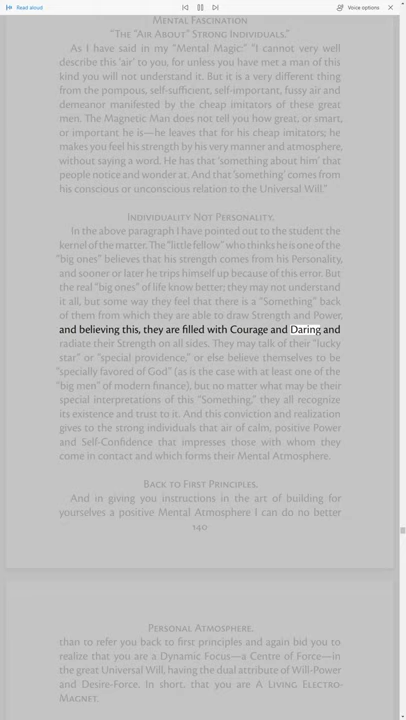 Read aloud
Voice options
Mental Fascination
"The "Air About" Strong Individuals."
As I have said in my "Mental Magic:" "I cannot very well
describe this 'air' to you, for unless you have met a man of this
kind you will not understand it. But it is a very different thing
from the pompous, self-sufficient, self-important, fussy air and
demeanor manifested by the cheap imitators of these great
men. The Magnetic Man does not tell you how great, or smart,
or important he is—he leaves that for his cheap imitators; he
makes you feel his strength by his very manner and atmosphere,
without saying a word. He has that 'something about him' that
people notice and wonder at. And that 'something' comes from
his conscious or unconscious relation to the Universal Will."
Individuality Not Personality.
In the above paragraph I have pointed out to the student the
kernel of the matter. The "little fellow" who thinks he is one of the
"big ones" believes that his strength comes from his Personality,
and sooner or later he trips himself up because of this error. But
the real "big ones" of life know better; they may not understand
it all, but some way they feel that there is a "Something" back
of them from which they are able to draw Strength and Power,
and believing this, they are filled with Courage and Daring and
radiate their Strength on all sides. They may talk of their "lucky
star" or "special providence," or else believe themselves to be
"specially favored of God" (as is the case with at least one of the
"big men" of modern finance), but no matter what may be their
special interpretations of this "Something," they all recognize
its existence and trust to it. And this conviction and realization
gives to the strong individuals that air of calm, positive Power
and Self-Confidence that impresses those with whom they
come in contact and which forms their Mental Atmosphere.
Back to First Principles.
And in giving you instructions in the art of building for
yourselves a positive Mental Atmosphere I can do no better
140
Personal Atmosphere.
than to refer you back to first principles and again bid you to
realize that you are a Dynamic Focus—a Centre of Force—in
the great Universal Will, having the dual attribute of Will-Power
and Desire-Force. In short, that you are A Living Electro-
Magnet.